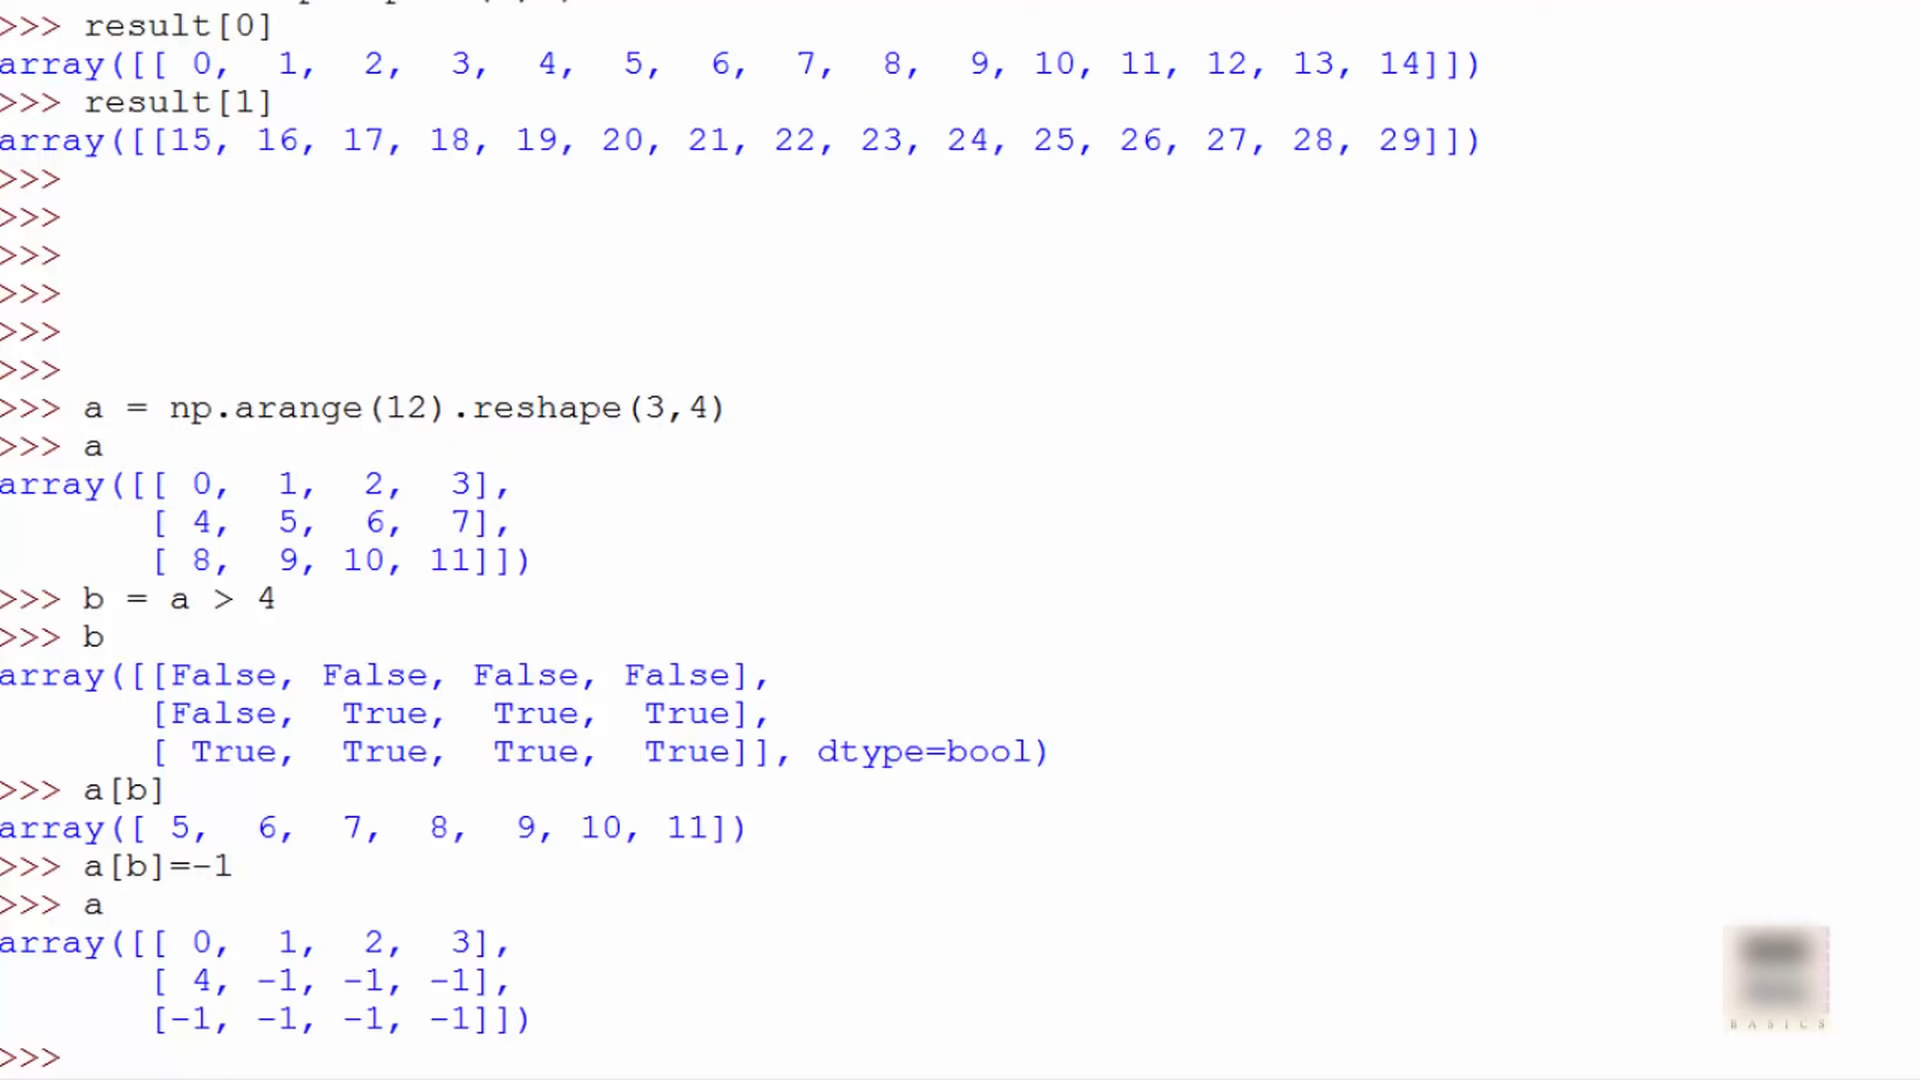 >>> result[0]
array([[ 0,  1,  2,  3,  4,  5,  6,  7,  8,  9, 10, 11, 12, 13, 14]])
>>> result[1]
array([[15, 16, 17, 18, 19, 20, 21, 22, 23, 24, 25, 26, 27, 28, 29]])
>>>
>>>
>>>
>>>
>>>
>>>
>>> a = np.arange(12).reshape(3,4)
>>> a
array([[ 0,  1,  2,  3],
       [ 4,  5,  6,  7],
       [ 8,  9, 10, 11]])
>>> b = a > 4
>>> b
array([[False, False, False, False],
       [False,  True,  True,  True],
       [ True,  True,  True,  True]], dtype=bool)
>>> a[b]
array([ 5,  6,  7,  8,  9, 10, 11])
>>> a[b]=-1
>>> a
array([[ 0,  1,  2,  3],
       [ 4, -1, -1, -1],
       [-1, -1, -1, -1]])
>>>
BASICS